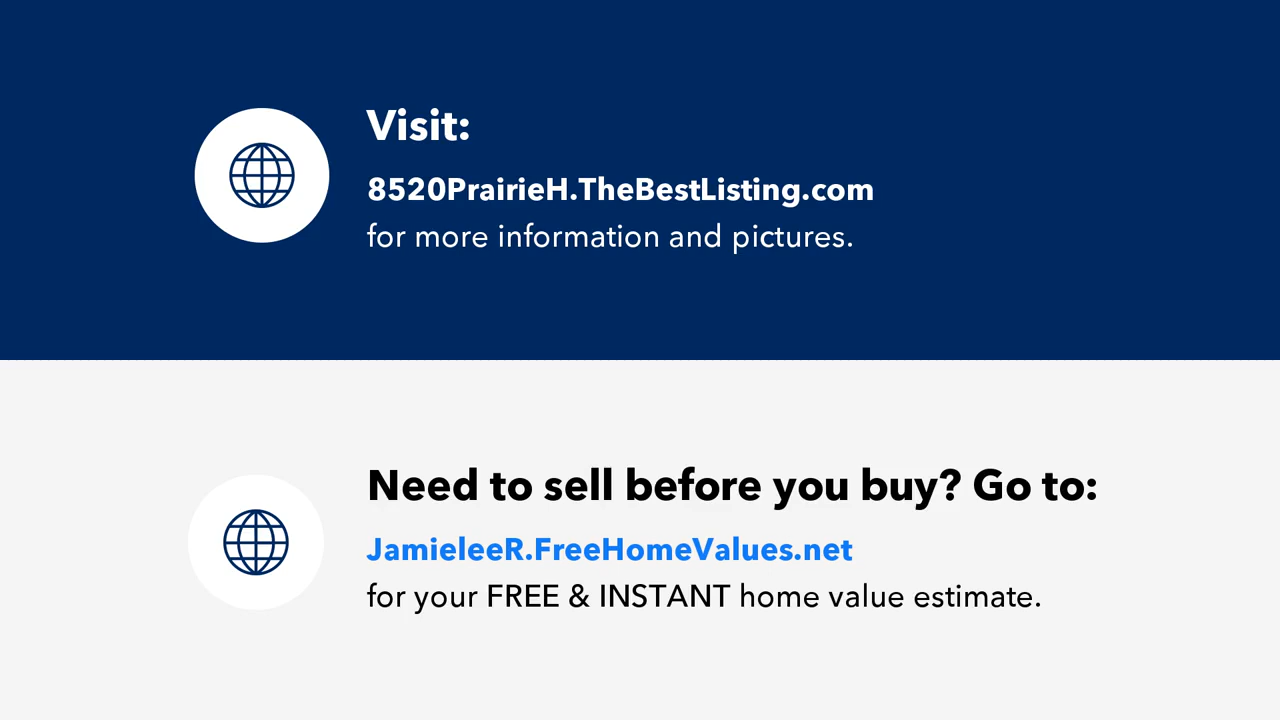 Visit:
8520PrairieH.TheBestListing.com
for more information and pictures.
Need to sell before you buy? Go to:
JamieleeR.FreeHomeValues.net
for your FREE & INSTANT home value estimate.